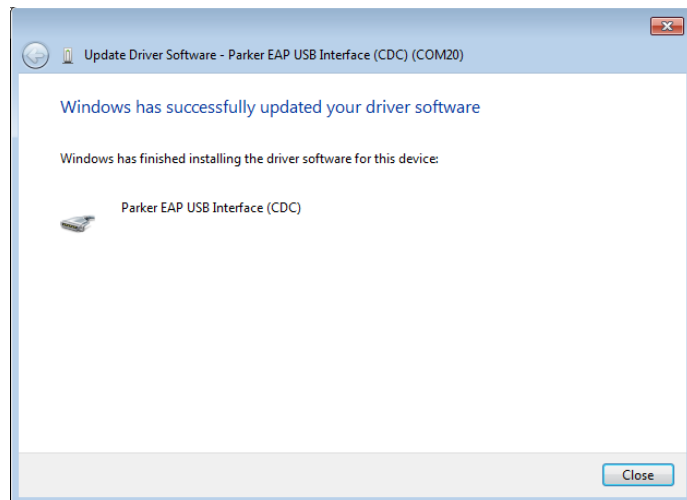 Update Driver Software - Parker EAP USB Interface (CDC) (COM20)
Windows has successfully updated your driver software
Windows has finished installing the driver software for this device:
Parker EAP USB Interface (CDC)
Close